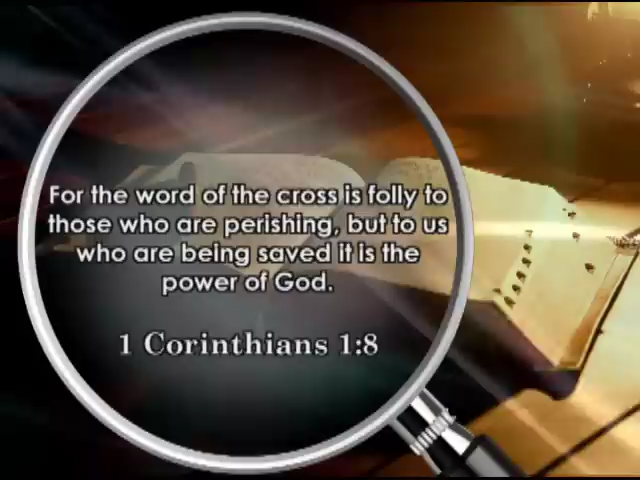 For the word of the cross is folly to
those who are perishing, but to us
who are being saved it is the
power of God.
1 Corinthians 1:8